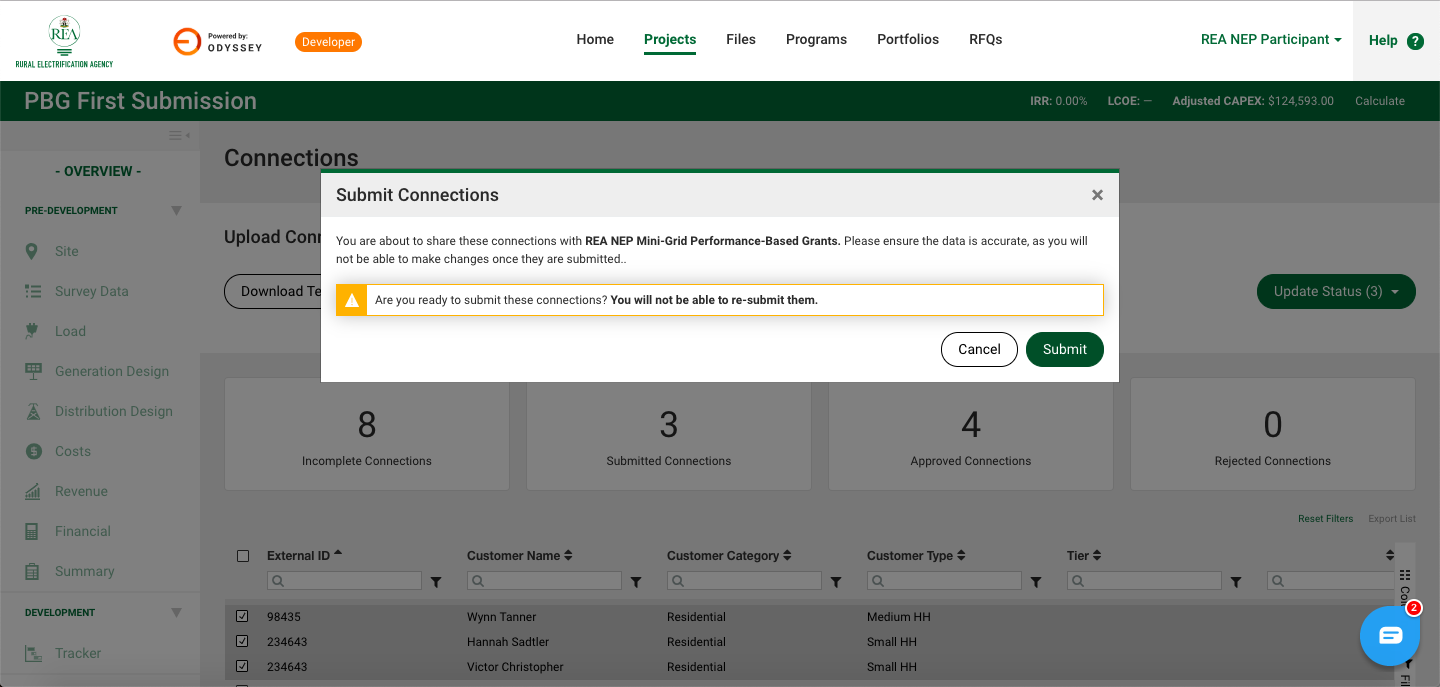 REA
RURAL ELECTRIFICATION AGENCY
Powered by:
ODYSSEY
Developer
Home
Projects
Files
Programs
Portfolios
RFQs
REA NEP Participant
Help ?
PBG First Submission
IRR: 0.00%
LCOE: —
Adjusted CAPEX: $124,593.00
Calculate
- OVERVIEW -
PRE-DEVELOPMENT
Site
Survey Data
Load
Generation Design
Distribution Design
Costs
Revenue
Financial
Summary
DEVELOPMENT
Tracker
Connections
Submit Connections ×
You are about to share these connections with REA NEP Mini-Grid Performance-Based Grants. Please ensure the data is accurate, as you will
not be able to make changes once they are submitted..
Are you ready to submit these connections? You will not be able to re-submit them.
Cancel
Submit
Upload Con
Download Te
Update Status (3)
8
Incomplete Connections
3
Submitted Connections
4
Approved Connections
0
Rejected Connections
Reset Filters
Export List
External ID
Customer Name
Customer Category
Customer Type
Tier
98435 Wynn Tanner Residential Medium HH
234643 Hannah Sadtler Residential Small HH
234643 Victor Christopher Residential Small HH
2